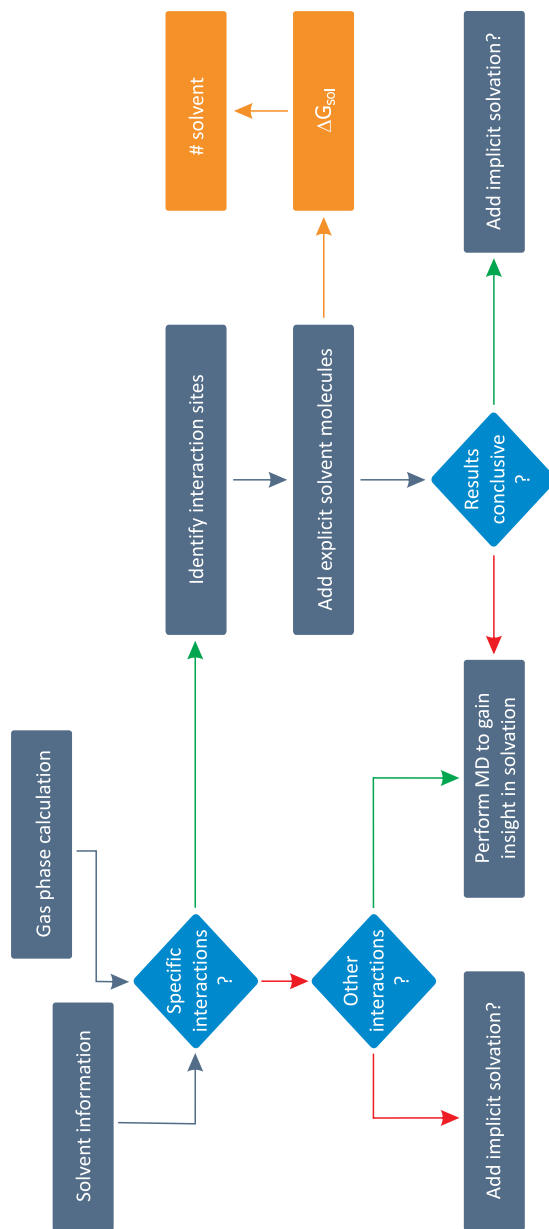 Solvent information
Gas phase calculation
Specific
interactions
?
Identify interaction sites
# solvent
Other
interactions
?
Add explicit solvent molecules
ΔGsol
Add implicit solvation?
Perform MD to gain
insight in solvation
Results
conclusive
?
Add implicit solvation?